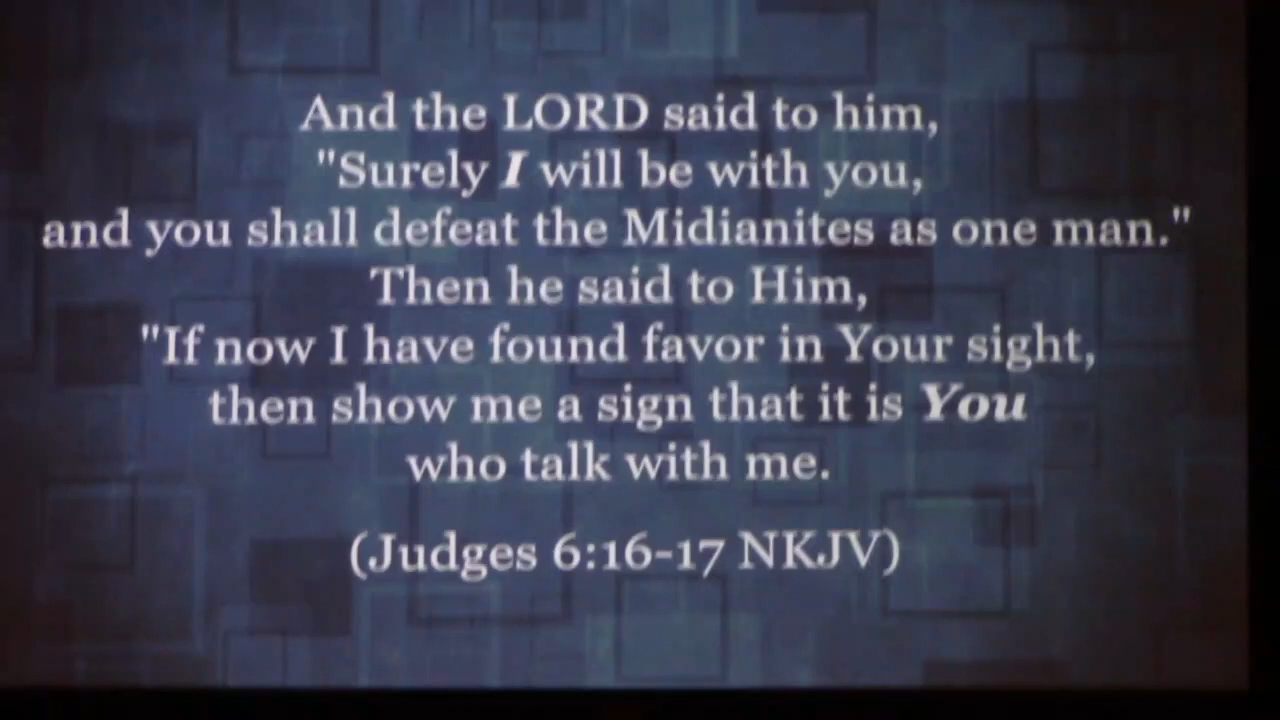 And the LORD said to him,
"Surely I will be with you,
and you shall defeat the Midianites as one man."
Then he said to Him,
"If now I have found favor in Your sight,
then show me a sign that it is You
who talk with me.
(Judges 6:16-17 NKJV)